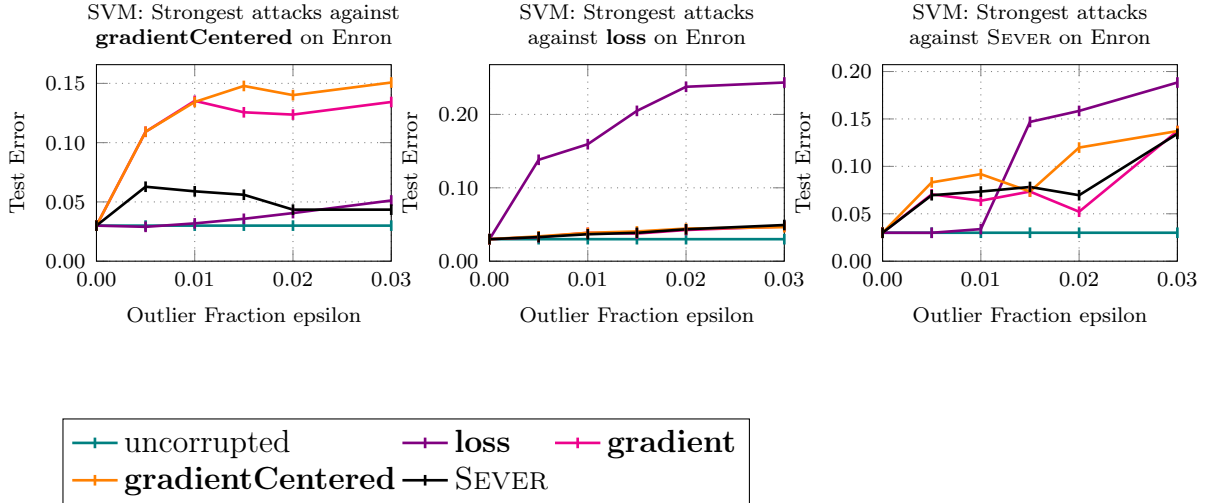 SVM: Strongest attacks against
gradientCentered on Enron
0.15
0.10
0.05
0.00
Test Error
0.00 0.01 0.02 0.03
Outlier Fraction epsilon
SVM: Strongest attacks
against loss on Enron
0.20
0.10
0.00
Test Error
0.00 0.01 0.02 0.03
Outlier Fraction epsilon
SVM: Strongest attacks
against SEVER on Enron
0.20
0.15
0.10
0.05
0.00
Test Error
0.00 0.01 0.02 0.03
Outlier Fraction epsilon
uncorrupted loss gradient
gradientCentered SEVER